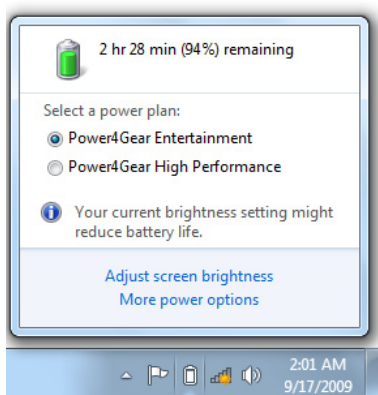 2 hr 28 min (94%) remaining
Select a power plan:
Power4Gear Entertainment
Power4Gear High Performance
Your current brightness setting might
reduce battery life.
Adjust screen brightness
More power options
2:01 AM
9/17/2009